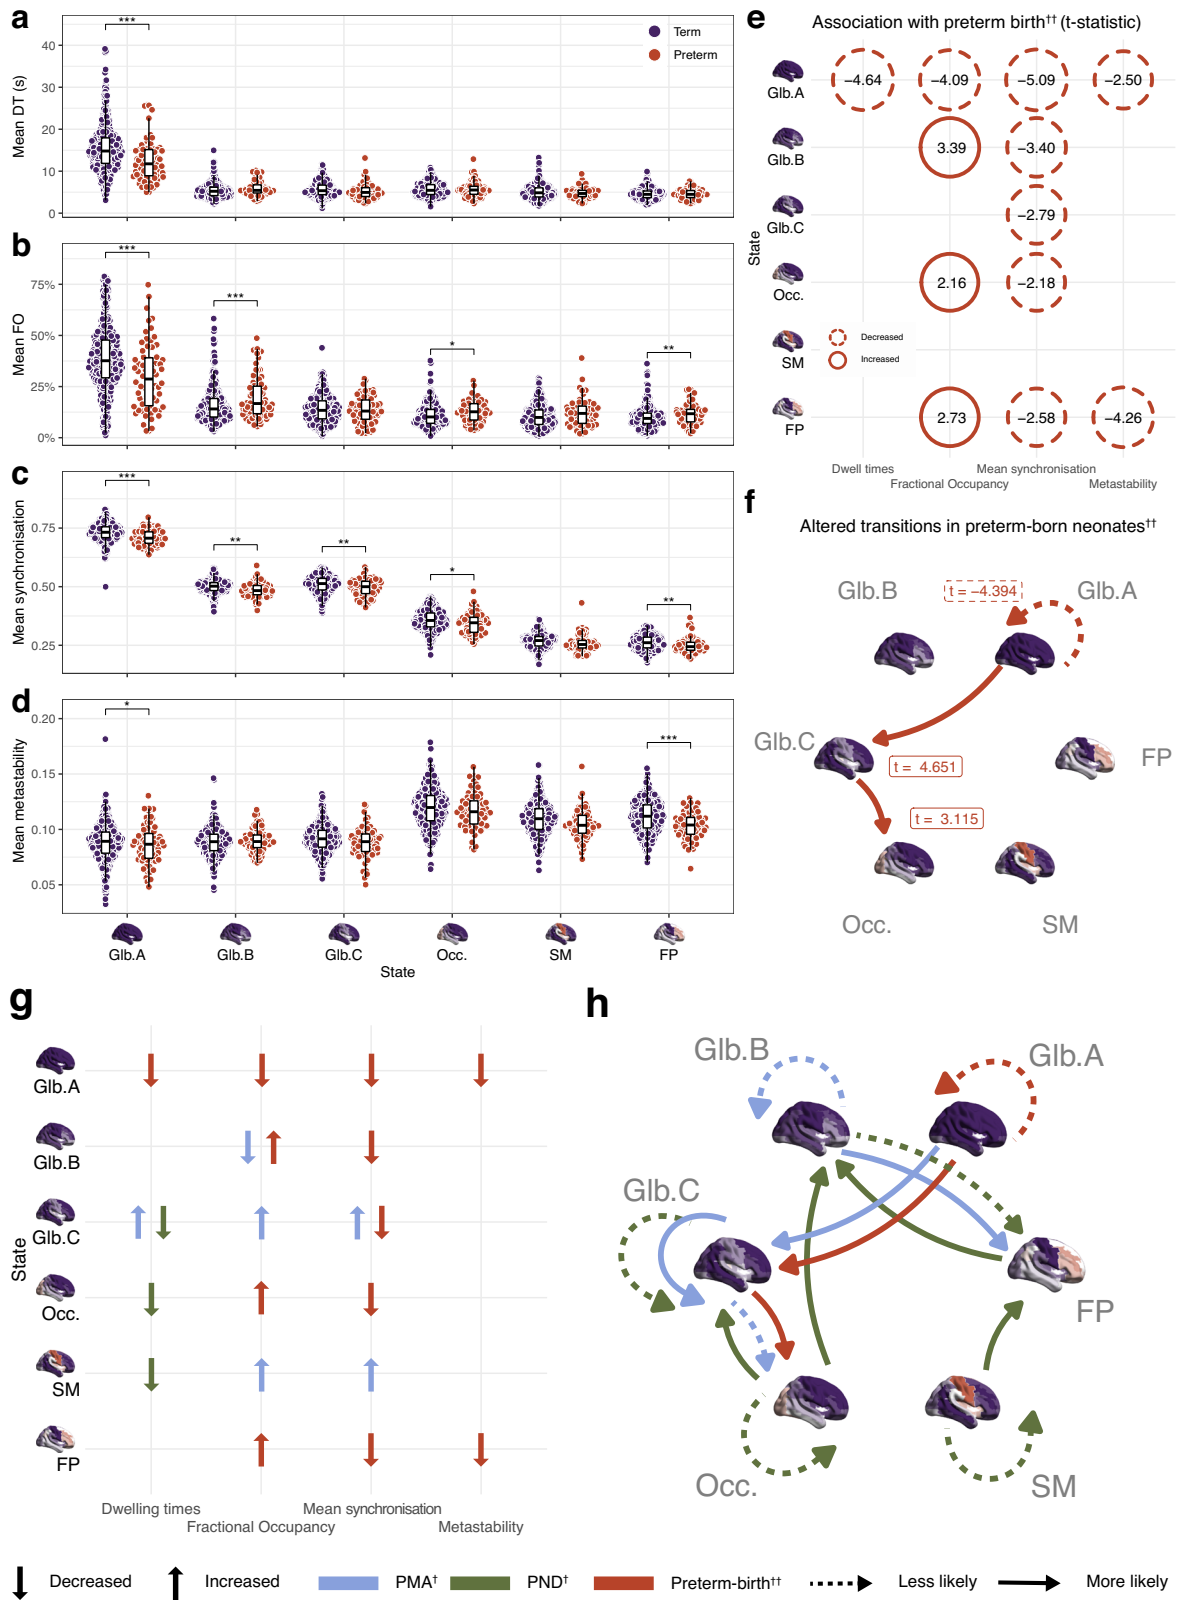 a
Mean DT (s)
40
30
20
10
0
***
Term
Preterm
b
Mean FO
75%
50%
25%
0%
***
***
*
**
c
Mean synchronisation
0.75
0.50
0.25
***
**
**
*
**
d
Mean metastability
0.20
0.15
0.10
0.05
*
***
Glb.A
Glb.B
Glb.C
Occ.
SM
FP
State
e
Association with preterm birth†† (t-statistic)
State
Glb.A
−4.64
−4.09
−5.09
−2.50
Glb.B
3.39
−3.40
Glb.C
−2.79
Occ.
2.16
−2.18
SM
Decreased
Increased
FP
2.73
−2.58
−4.26
Dwell times
Mean synchronisation
Fractional Occupancy
Metastability
f
Altered transitions in preterm-born neonates††
Glb.B
t = −4.394
Glb.A
Glb.C
t = 4.651
FP
t = 3.115
Occ.
SM
g
State
Glb.A
Glb.B
Glb.C
Occ.
SM
FP
Dwelling times
Mean synchronisation
Fractional Occupancy
Metastability
h
Glb.B
Glb.A
Glb.C
FP
Occ.
SM
Decreased
Increased
PMA†
PND†
Preterm-birth††
Less likely
More likely